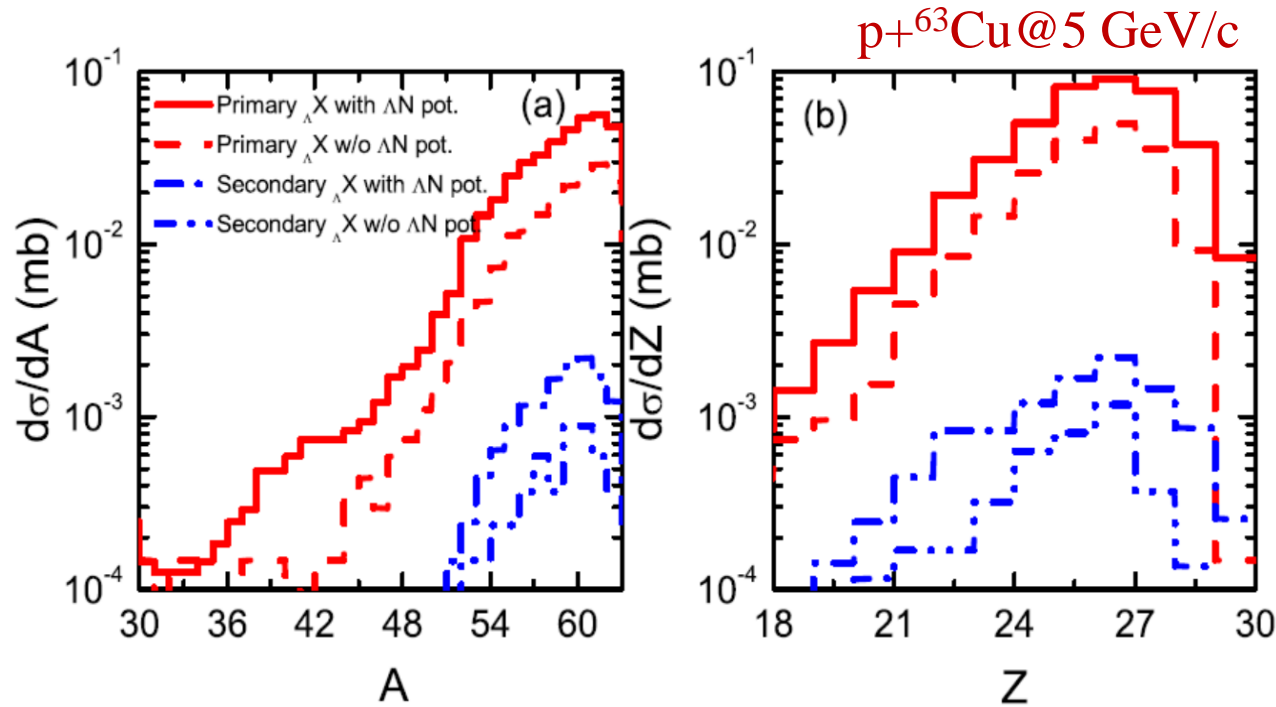 p+⁶³Cu@5 GeV/c
(a)
Primary ΛX with ΛN pot.
Primary ΛX w/o ΛN pot.
Secondary ΛX with ΛN pot.
Secondary ΛX w/o ΛN pot.
10⁻¹
10⁻²
10⁻³
10⁻⁴
dσ/dA (mb)
30 36 42 48 54 60
A
(b)
10⁻¹
10⁻²
10⁻³
10⁻⁴
dσ/dZ (mb)
18 21 24 27 30
Z